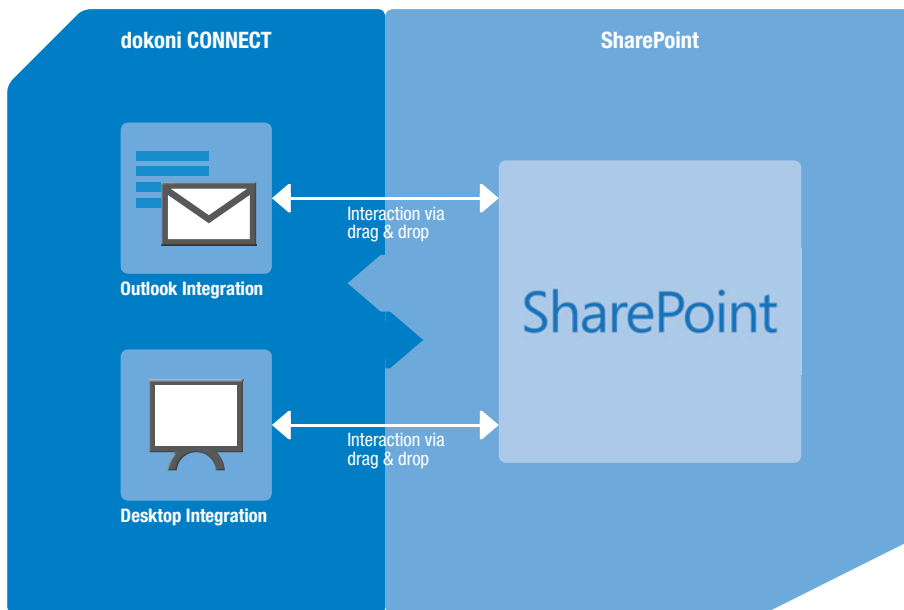 dokoni CONNECT
SharePoint
Interaction via
drag & drop
Outlook Integration
SharePoint
Interaction via
drag & drop
Desktop Integration